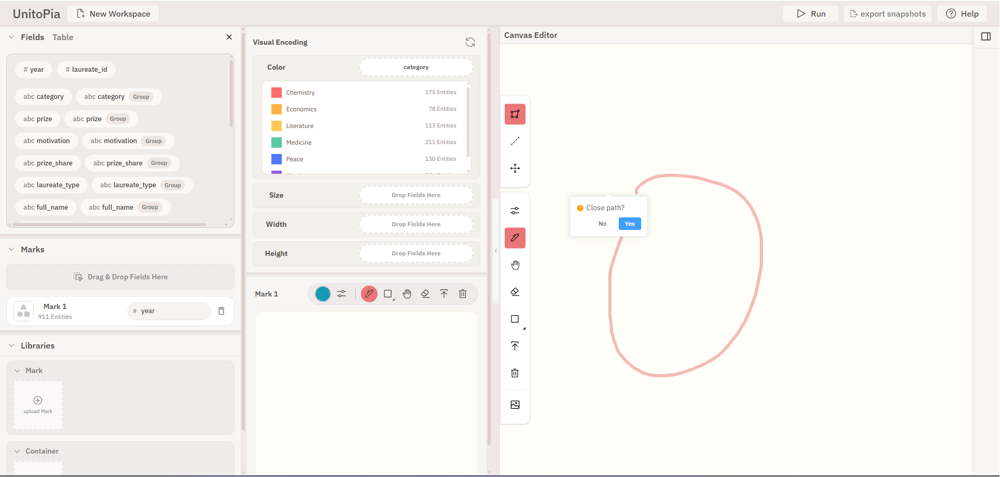 UnitoPia
New Workspace
Run
export snapshots
Help
Fields Table
# year # laureate_id
abc category abc category Group
abc prize abc prize Group
abc motivation abc motivation Group
abc prize_share abc prize_share Group
abc laureate_type abc laureate_type Group
abc full_name abc full_name Group
Marks
Drag & Drop Fields Here
Mark 1
911 Entities
# year
Libraries
Mark
upload Mark
Container
Visual Encoding
Color category
Chemistry 175 Entities
Economics 78 Entities
Literature 113 Entities
Medicine 211 Entities
Peace 130 Entities
Size Drop Fields Here
Width Drop Fields Here
Height Drop Fields Here
Mark 1
Canvas Editor
? Close path?
No Yes